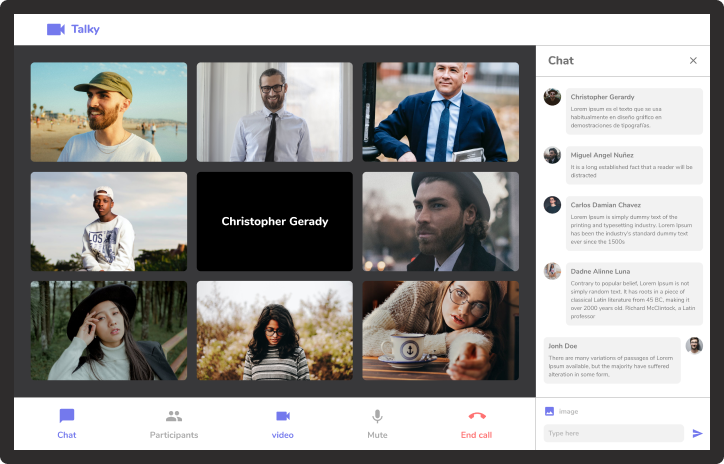 Talky
Christopher Gerady
Chat
Participants
video
Mute
End call
Chat
Christopher Gerardy
Lorem Ipsum es el texto que se usa
habitualmente en diseño gráfico en
demostraciones de tipografías.
Miguel Angel Nuñez
It is a long established fact that a reader will be
distracted
Carlos Damian Chavez
Lorem Ipsum is simply dummy text of the
printing and typesetting industry. Lorem Ipsum
has been the industry's standard dummy text
ever since the 1500s
Dadne Alinne Luna
Contrary to popular belief, Lorem Ipsum is not
simply random text. It has roots in a piece of
classical Latin literature from 45 BC, making it
over 2000 years old. Richard McClintock, a Latin
professor
Jonh Doe
There are many variations of passages of Lorem
Ipsum available, but the majority have suffered
alteration in some form.
image
Type here